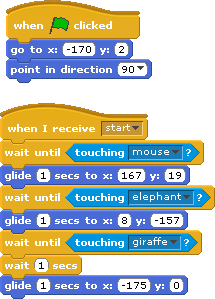 when clicked
go to x: -170 y: 2
point in direction 90
when I receive start
wait until touching mouse ?
glide 1 secs to x: 167 y: 19
wait until touching elephant ?
glide 1 secs to x: 8 y: -157
wait until touching giraffe ?
wait 1 secs
glide 1 secs to x: -175 y: 0